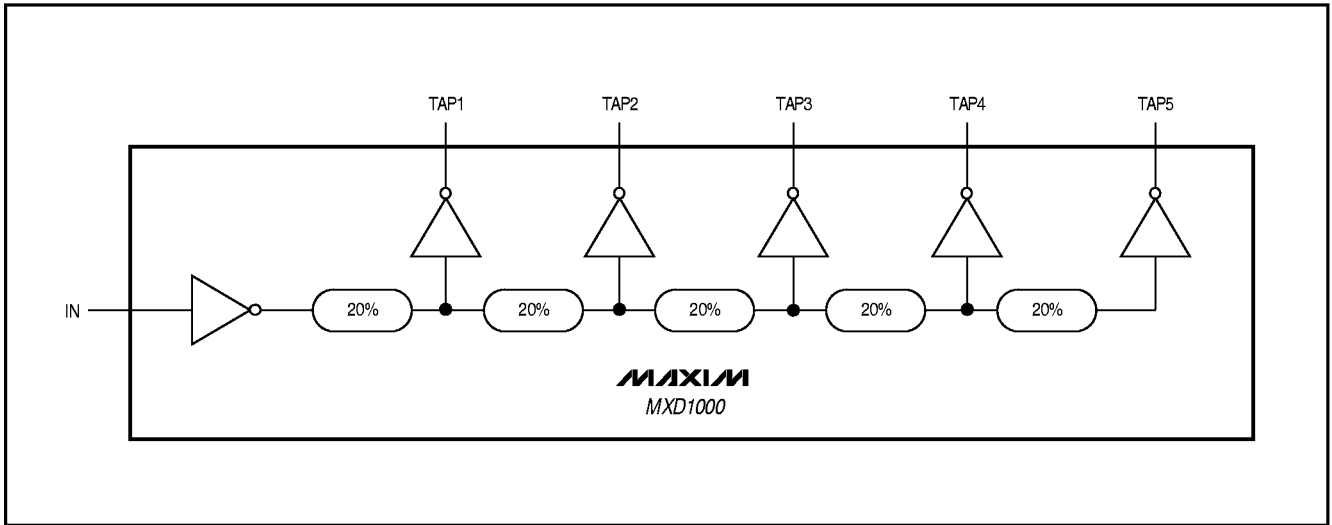 TAP1 TAP2 TAP3 TAP4 TAP5
IN 20% 20% 20% 20% 20%
MAXIM
MXD1000